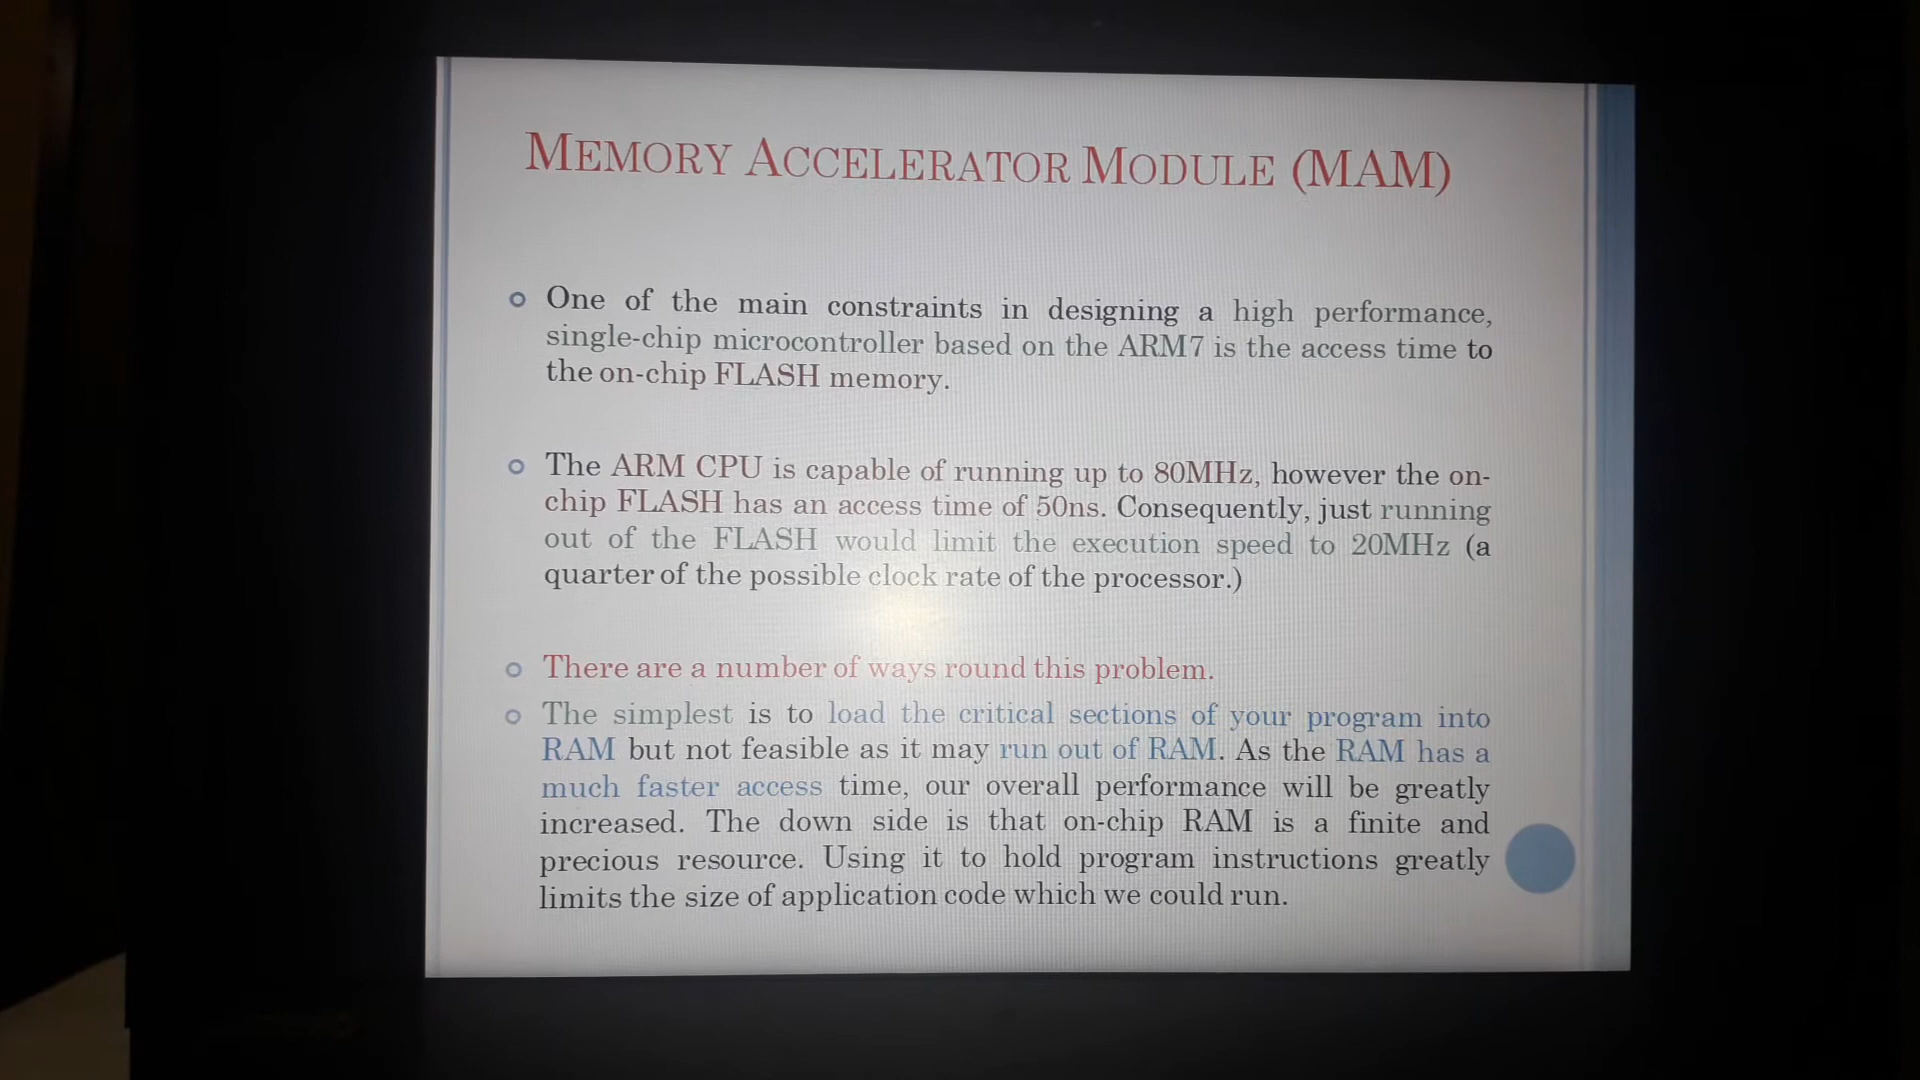 MEMORY ACCELERATOR MODULE (MAM)
One of the main constraints in designing a high performance,
single-chip microcontroller based on the ARM7 is the access time to
the on-chip FLASH memory.
The ARM CPU is capable of running up to 80MHz, however the on-
chip FLASH has an access time of 50ns. Consequently, just running
out of the FLASH would limit the execution speed to 20MHz (a
quarter of the possible clock rate of the processor.)
There are a number of ways round this problem.
The simplest is to load the critical sections of your program into
RAM but not feasible as it may run out of RAM. As the RAM has a
much faster access time, our overall performance will be greatly
increased. The down side is that on-chip RAM is a finite and
precious resource. Using it to hold program instructions greatly
limits the size of application code which we could run.